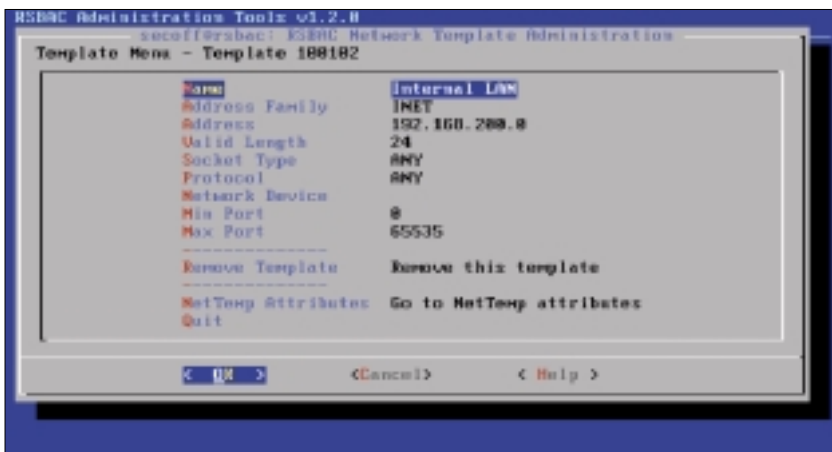 RSBAC Administration Tools v1.2.0
secoff@rsbac: RSBAC Network Template Administration
Template Menu - Template 100102
Name Internal LAN
Address Family INET
Address 192.168.200.0
Valid Length 24
Socket Type ANY
Protocol ANY
Network Device
Min Port 0
Max Port 65535
--------------
Remove Template Remove this template
--------------
NetTemp Attributes Go to NetTemp attributes
Quit
< OK > <Cancel> < Help >